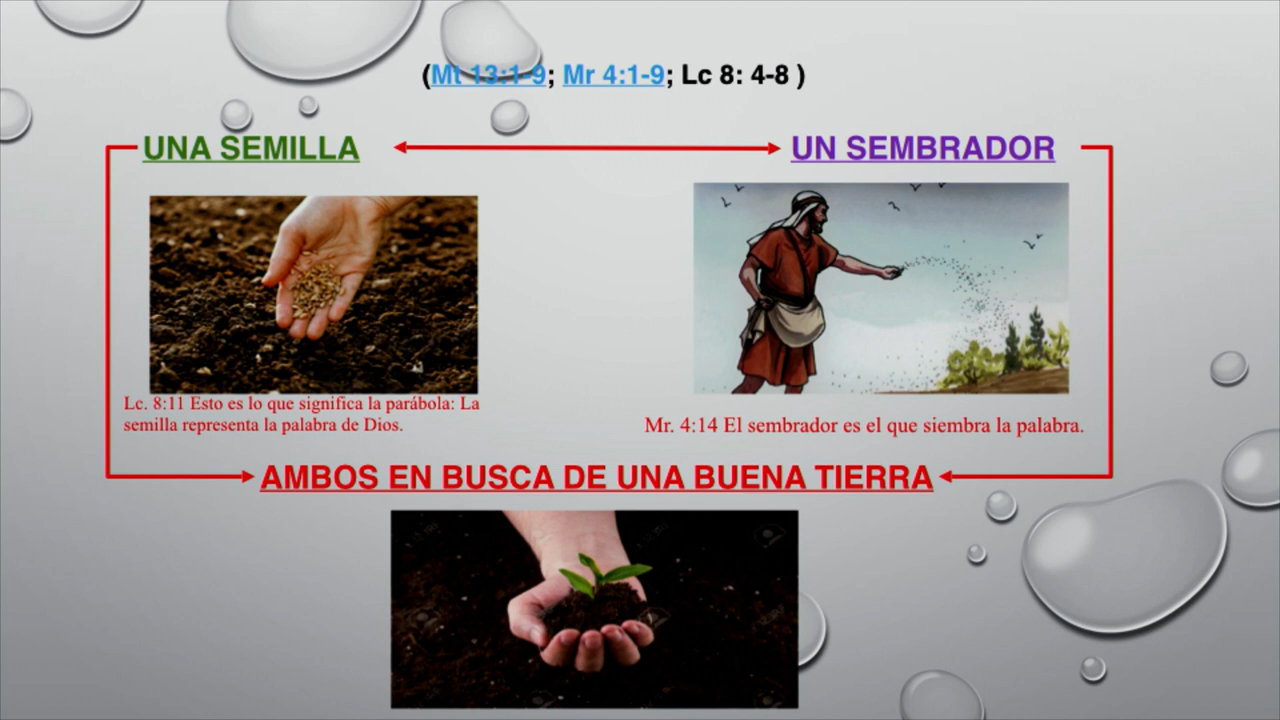 (Mt 13:1-9; Mr 4:1-9; Lc 8: 4-8 )
UNA SEMILLA
UN SEMBRADOR
Lc. 8:11 Esto es lo que significa la parábola: La
semilla representa la palabra de Dios.
Mr. 4:14 El sembrador es el que siembra la palabra.
AMBOS EN BUSCA DE UNA BUENA TIERRA